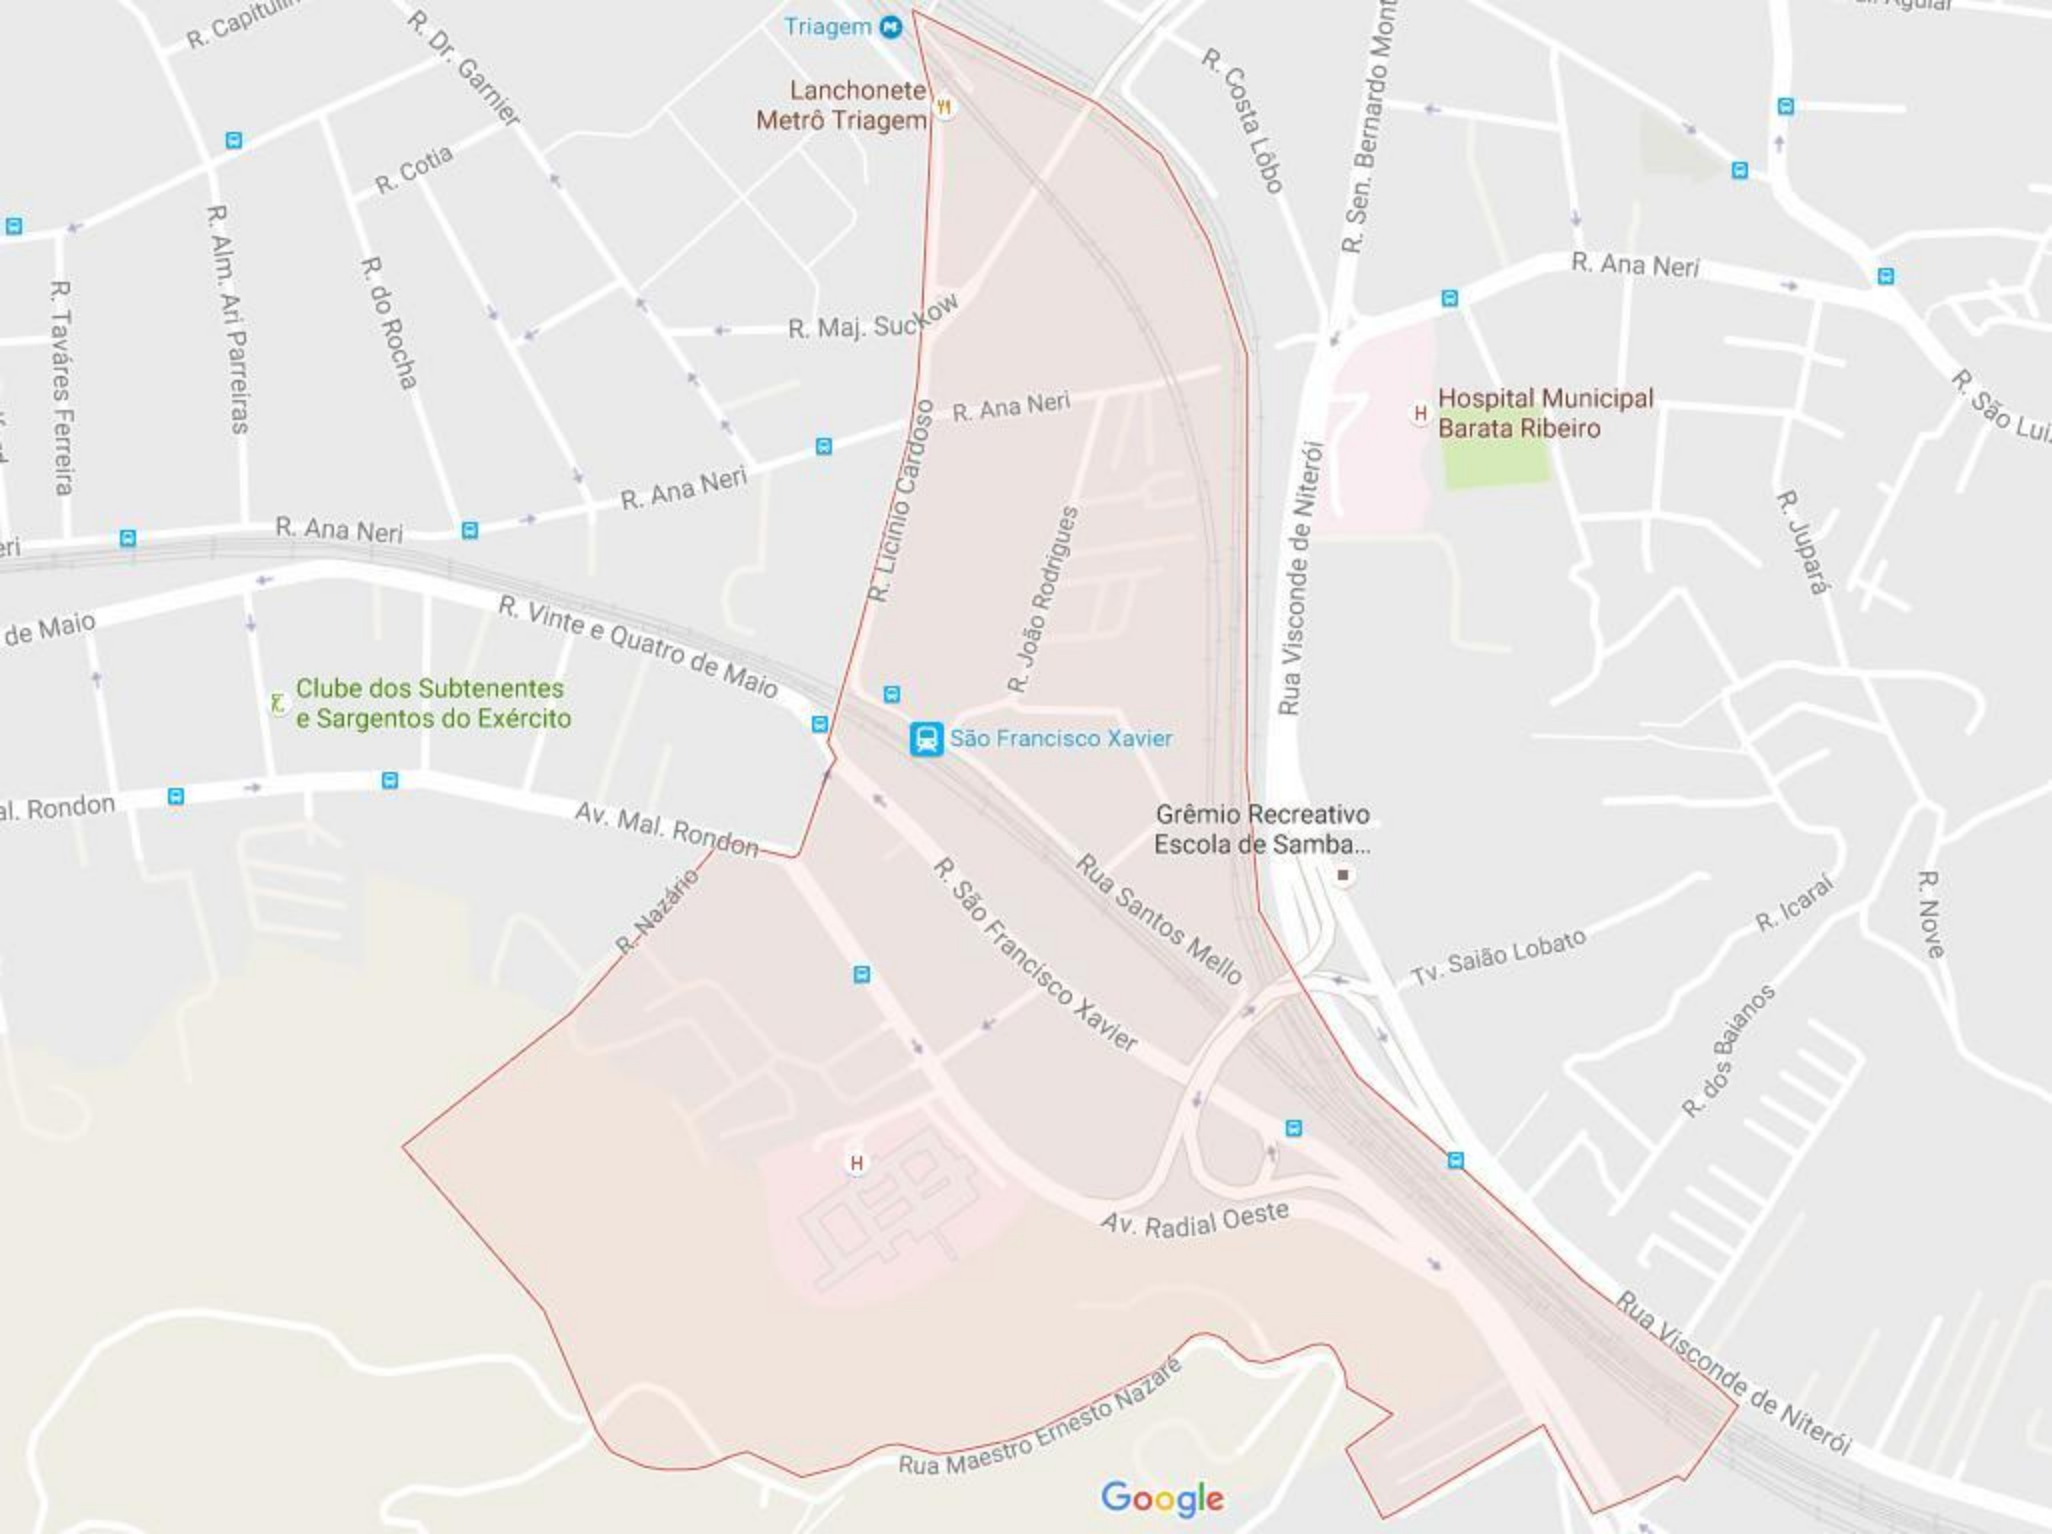 R. Capitulin
R. Dr. Garnier
Triagem
Lanchonete
Metrô Triagem
R. Costa Lôbo
R. Sen. Bernardo Mont
R. Cotia
R. Alm. Ari Parreiras
R. do Rocha
R. Taváres Ferreira
R. Maj. Suckow
R. Ana Neri
R. Ana Neri
R. Ana Neri
R. Ana Neri
Hospital Municipal
Barata Ribeiro
R. São Luiz
R. Licínio Cardoso
R. João Rodrigues
Rua Visconde de Niterói
R. Jupará
eri
de Maio
R. Vinte e Quatro de Maio
Clube dos Subtenentes
e Sargentos do Exército
São Francisco Xavier
al. Rondon
Av. Mal. Rondon
Grêmio Recreativo
Escola de Samba...
R. Nazário
R. São Francisco Xavier
Rua Santos Mello
Tv. Saião Lobato
R. Icaraí
R. Nove
R. dos Baianos
H
H
Av. Radial Oeste
Rua Visconde de Niterói
Rua Maestro Ernesto Nazaré
Google